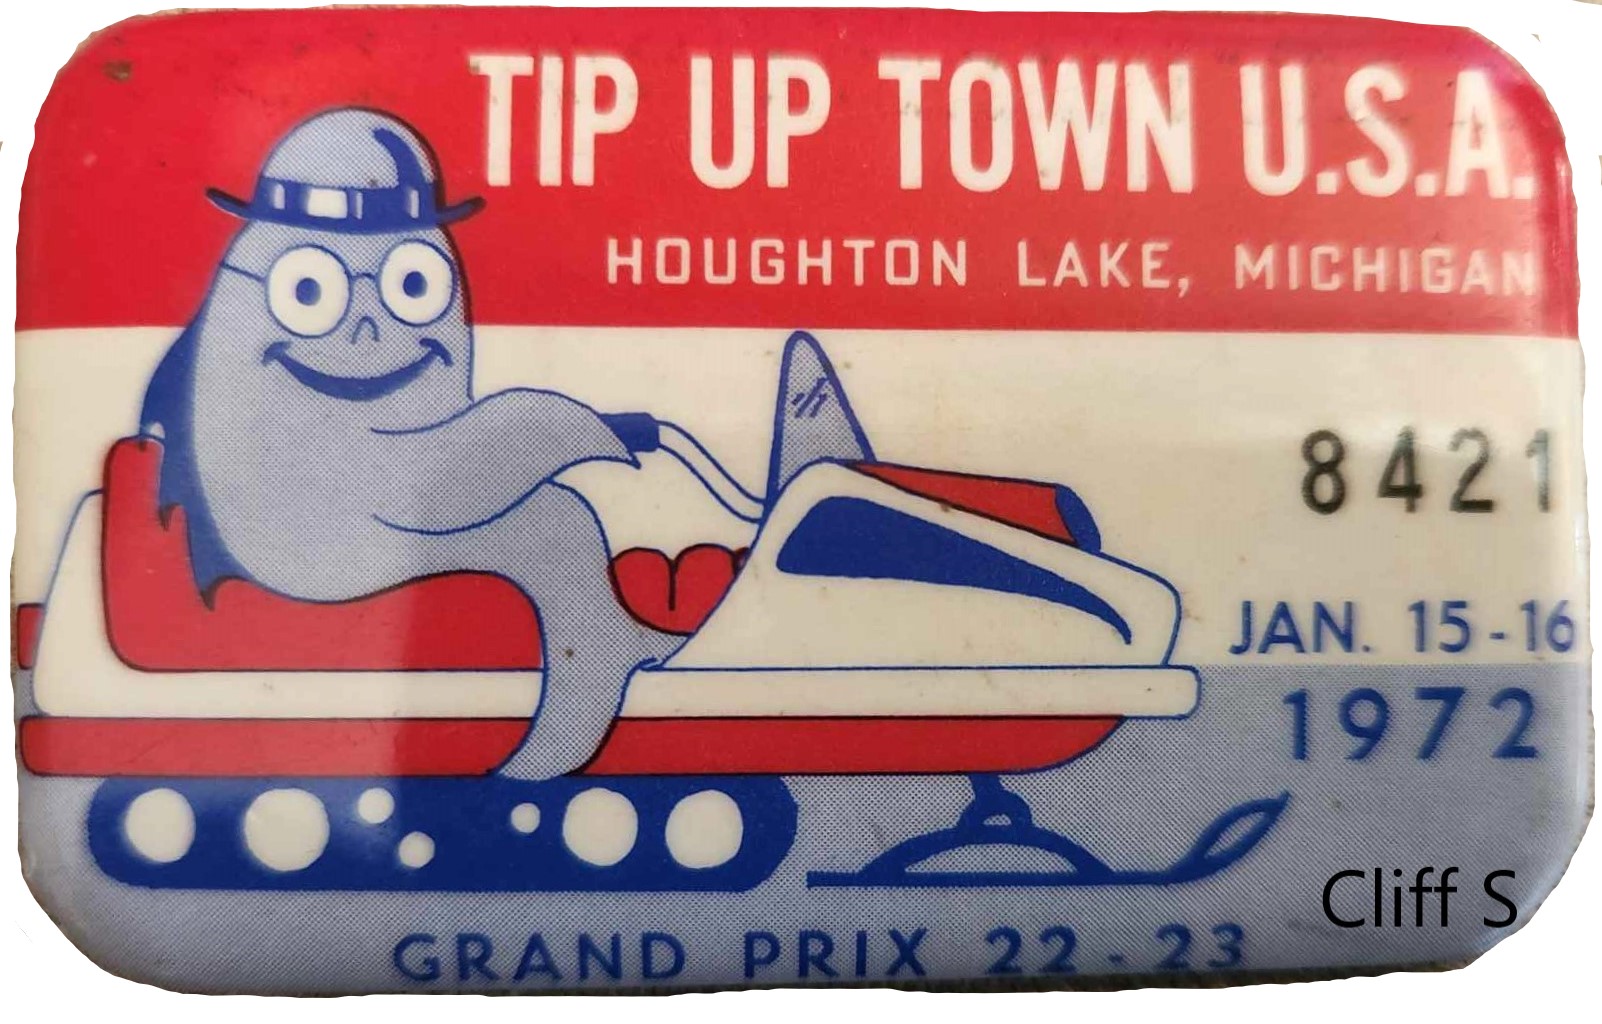 TIP UP TOWN U.S.A.
HOUGHTON LAKE, MICHIGAN
8421
JAN. 15-16
1972
Cliff S
GRAND PRIX 22-23